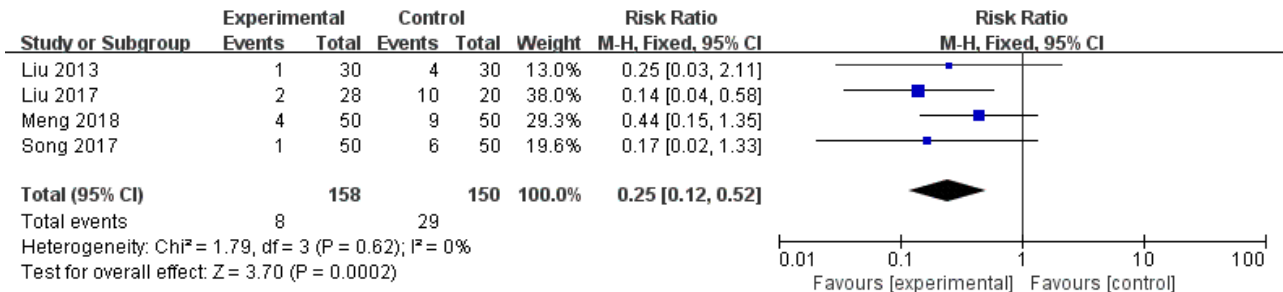 Experimental Control Risk Ratio Risk Ratio
Study or Subgroup Events Total Events Total Weight M-H, Fixed, 95% CI M-H, Fixed, 95% CI
Liu 2013 1 30 4 30 13.0% 0.25 [0.03, 2.11]
Liu 2017 2 28 10 20 38.0% 0.14 [0.04, 0.58]
Meng 2018 4 50 9 50 29.3% 0.44 [0.15, 1.35]
Song 2017 1 50 6 50 19.6% 0.17 [0.02, 1.33]
Total (95% CI) 158 150 100.0% 0.25 [0.12, 0.52]
Total events 8 29
Heterogeneity: Chi² = 1.79, df = 3 (P = 0.62); I² = 0%
Test for overall effect: Z = 3.70 (P = 0.0002)
0.01 0.1 1 10 100
Favours [experimental] Favours [control]